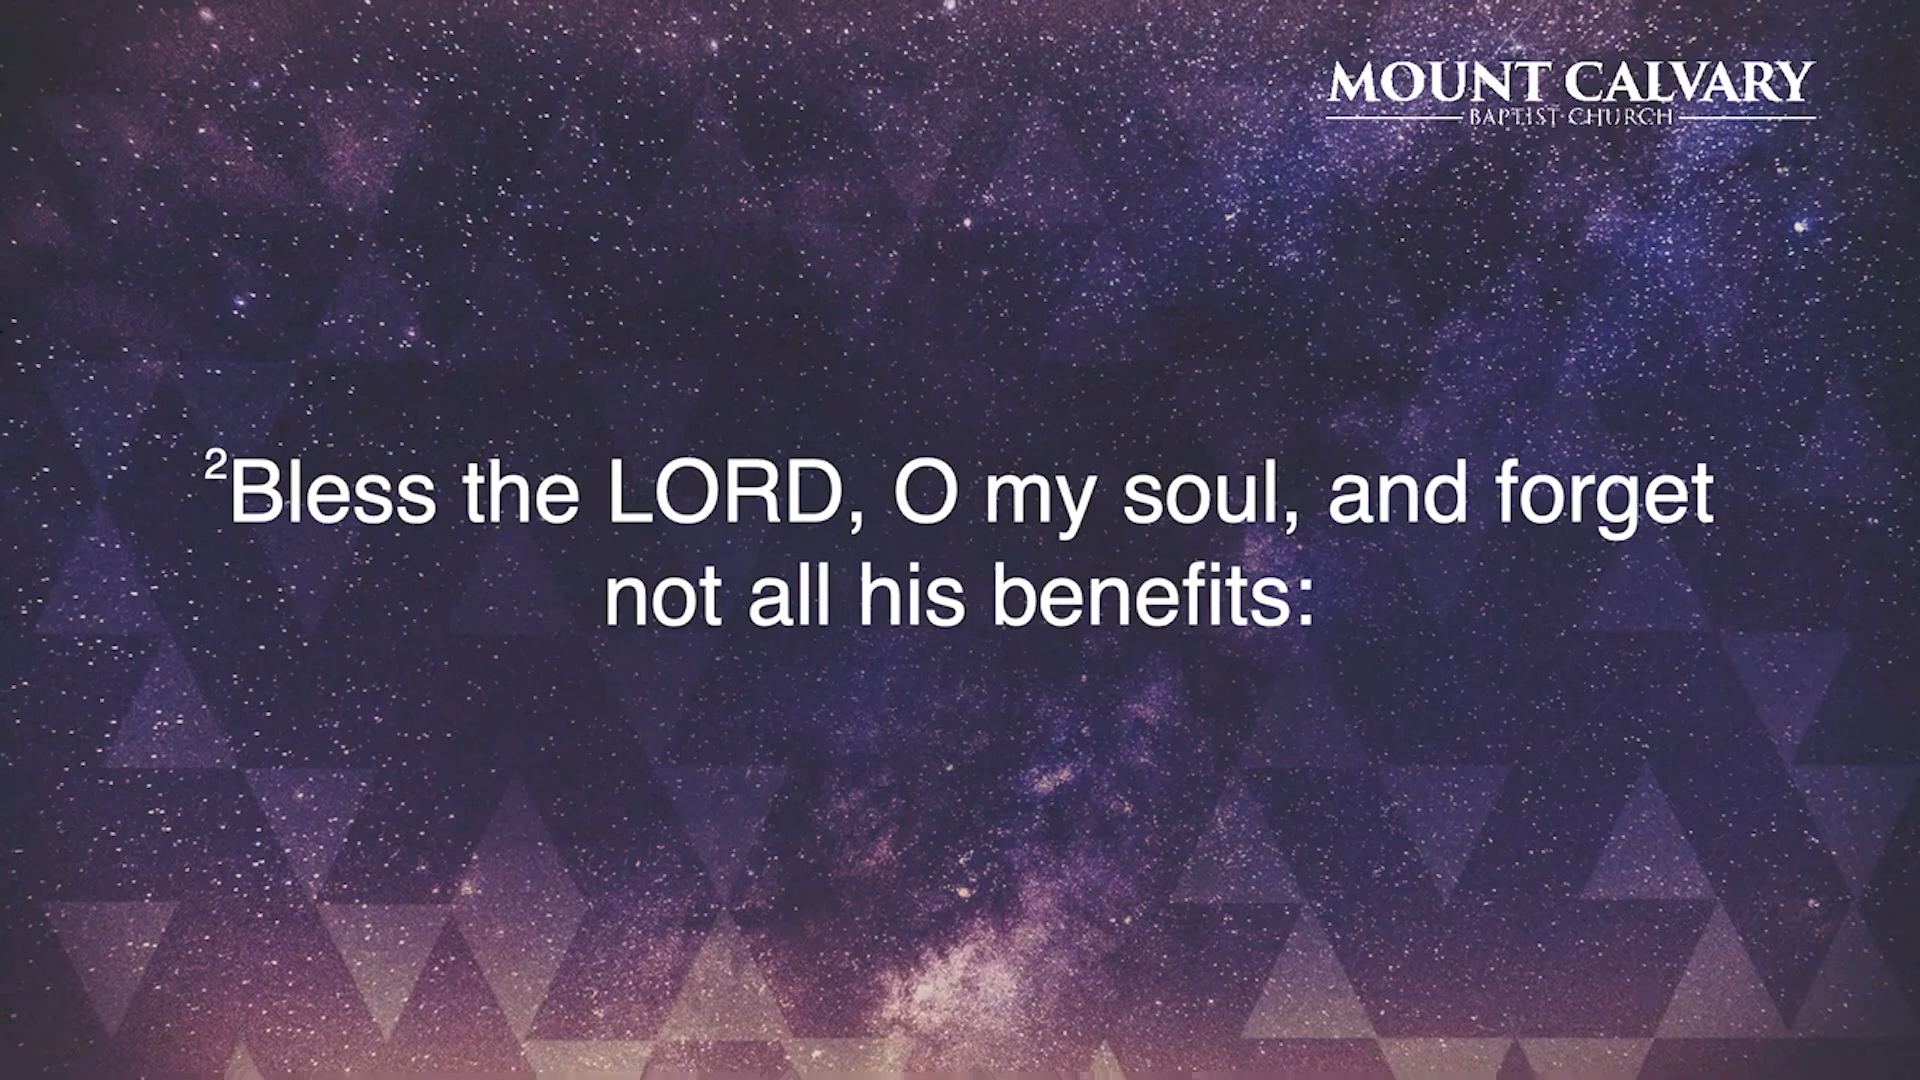 MOUNT CALVARY
BAPTIST CHURCH
²Bless the LORD, O my soul, and forget
not all his benefits: